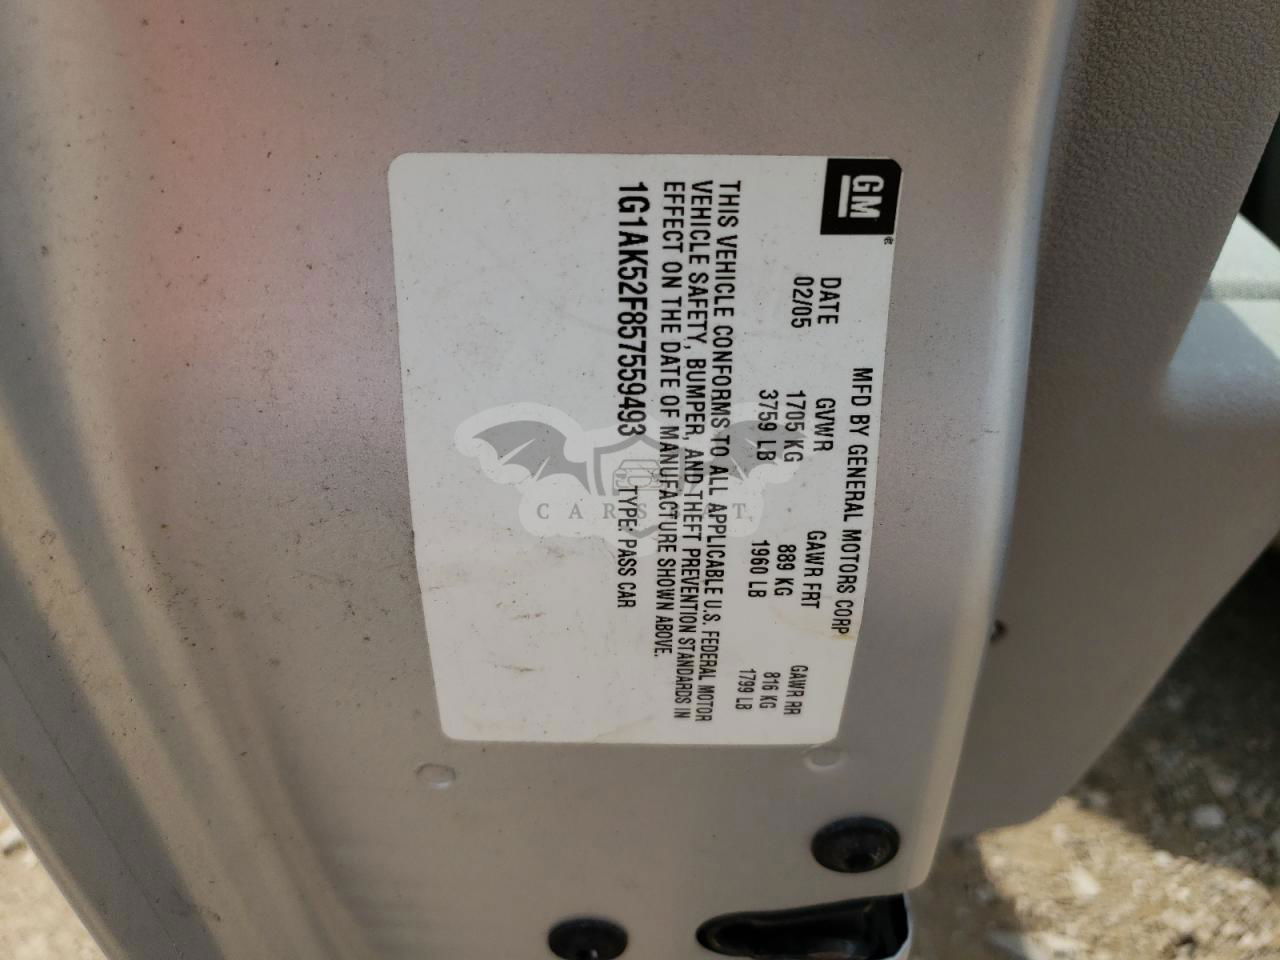 GM
MFD BY GENERAL MOTORS CORP
DATE GVWR GAWR FRT GAWR RR
02/05 1705 KG 889 KG 816 KG
3759 LB 1960 LB 1799 LB
THIS VEHICLE CONFORMS TO ALL APPLICABLE U.S. FEDERAL MOTOR
VEHICLE SAFETY, BUMPER, AND THEFT PREVENTION STANDARDS IN
EFFECT ON THE DATE OF MANUFACTURE SHOWN ABOVE.
1G1AK52F857559493 TYPE: PASS CAR